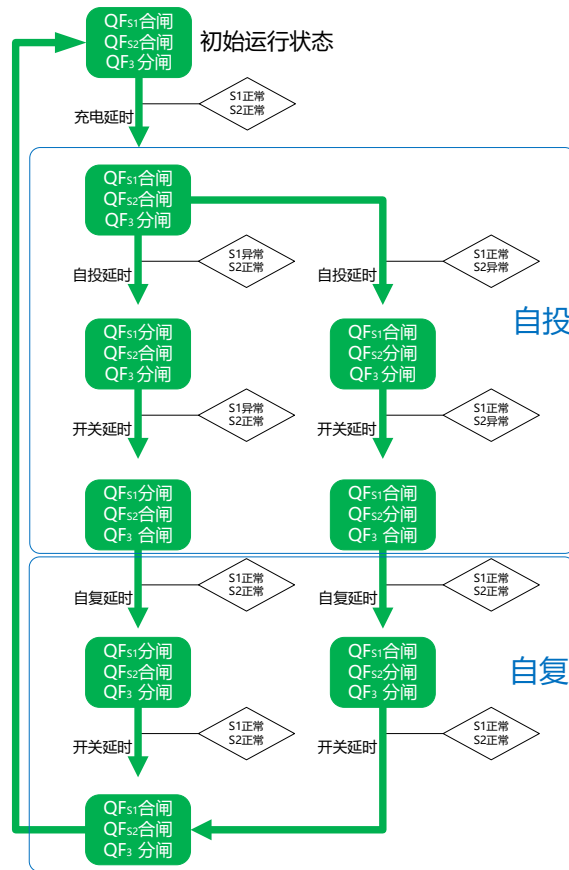 QFS1合闸
QFS2合闸
QF3 分闸
初始运行状态
S1正常
S2正常
充电延时
QFS1合闸
QFS2合闸
QF3 分闸
S1异常
S2正常
自投延时
S1正常
S2异常
自投延时
自投
QFS1分闸
QFS2合闸
QF3 分闸
QFS1合闸
QFS2分闸
QF3 分闸
S1异常
S2正常
开关延时
S1正常
S2异常
开关延时
QFS1分闸
QFS2合闸
QF3 合闸
QFS1合闸
QFS2分闸
QF3 合闸
S1正常
S2正常
自复延时
S1正常
S2正常
自复延时
自复
QFS1分闸
QFS2合闸
QF3 分闸
QFS1合闸
QFS2分闸
QF3 分闸
S1正常
S2正常
开关延时
S1正常
S2正常
开关延时
QFS1合闸
QFS2合闸
QF3 分闸